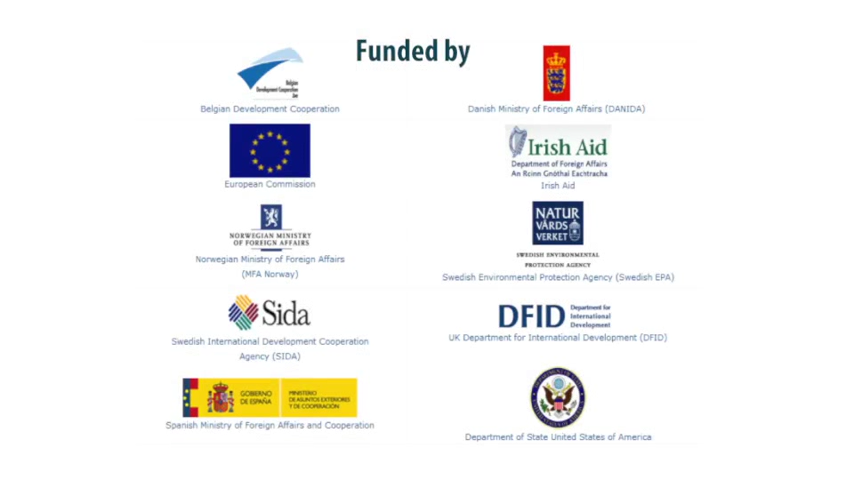 Funded by
Belgian
Development Cooperation
Belgian Development Cooperation
Danish Ministry of Foreign Affairs (DANIDA)
European Commission
Irish Aid
Department of Foreign Affairs
An Roinn Gnóthaí Eachtracha
Irish Aid
NORWEGIAN MINISTRY
OF FOREIGN AFFAIRS
Norwegian Ministry of Foreign Affairs
(MFA Norway)
NATUR
VÅRDS
VERKET
SWEDISH ENVIRONMENTAL
PROTECTION AGENCY
Swedish Environmental Protection Agency (Swedish EPA)
Sida
Swedish International Development Cooperation
Agency (SIDA)
DFID
Department for
International
Development
UK Department for International Development (DFID)
GOBIERNO
DE ESPAÑA
MINISTERIO
DE ASUNTOS EXTERIORES
Y DE COOPERACIÓN
Spanish Ministry of Foreign Affairs and Cooperation
Department of State United States of America